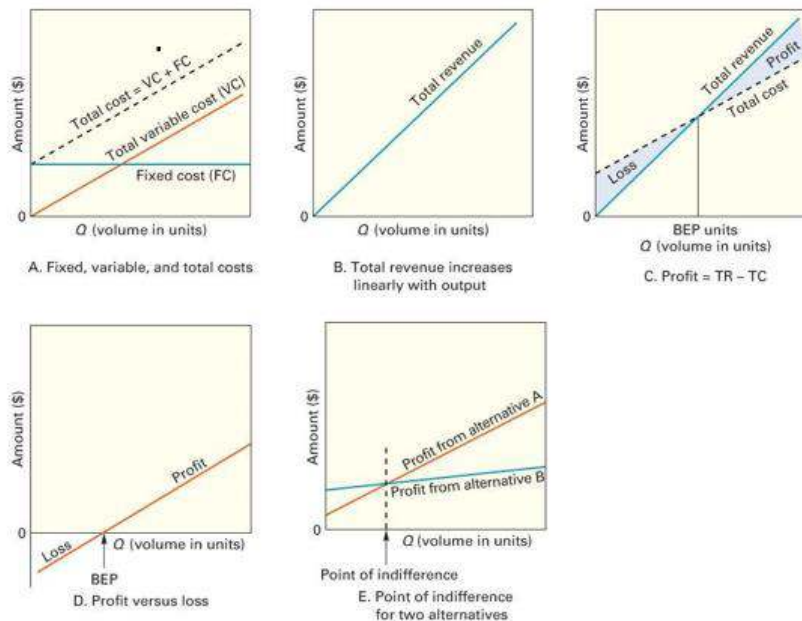 Amount ($)
Total cost = VC + FC
Total variable cost (VC)
Fixed cost (FC)
0
Q (volume in units)
A. Fixed, variable, and total costs
Amount ($)
Total revenue
0
Q (volume in units)
B. Total revenue increases
linearly with output
Amount ($)
Total revenue
Profit
Total cost
Loss
0
BEP units
Q (volume in units)
C. Profit = TR – TC
Amount ($)
Profit
0
Loss
Q (volume in units)
BEP
D. Profit versus loss
Amount ($)
Profit from alternative A
Profit from alternative B
0
Q (volume in units)
Point of indifference
E. Point of indifference
for two alternatives